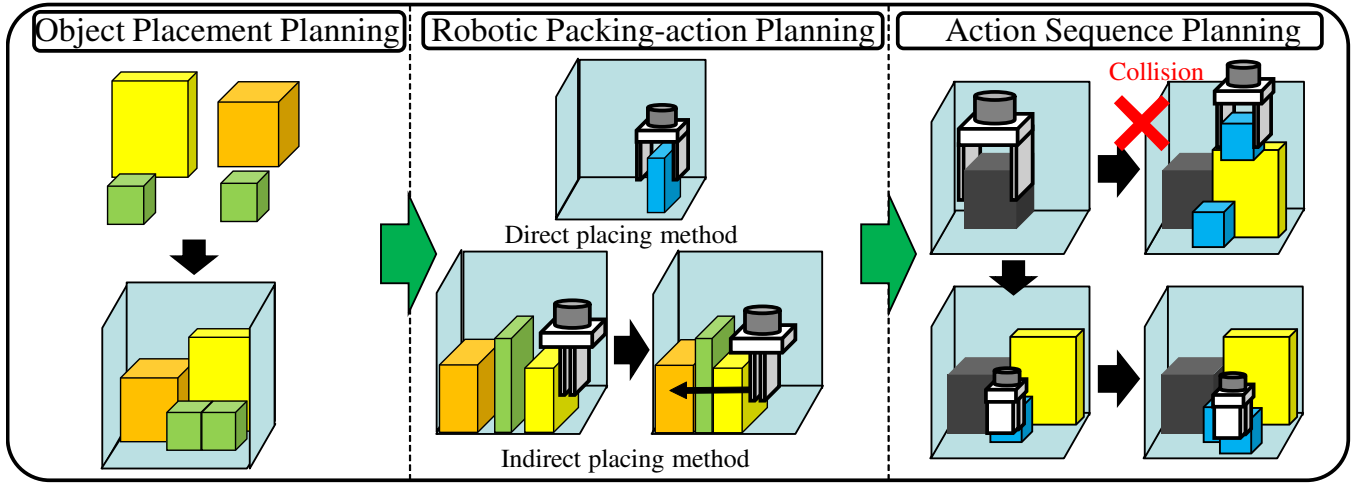 Object Placement Planning
Robotic Packing-action Planning
Action Sequence Planning
Direct placing method
Indirect placing method
Collision